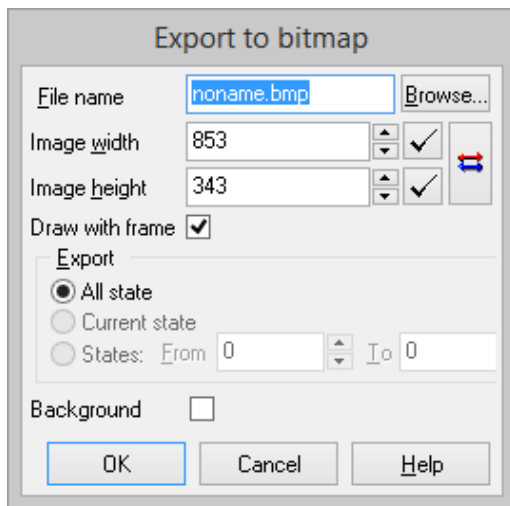 Export to bitmap
File name noname.bmp Browse...
Image width 853
Image height 343
Draw with frame
Export
All state
Current state
States: From 0 To 0
Background
OK Cancel Help